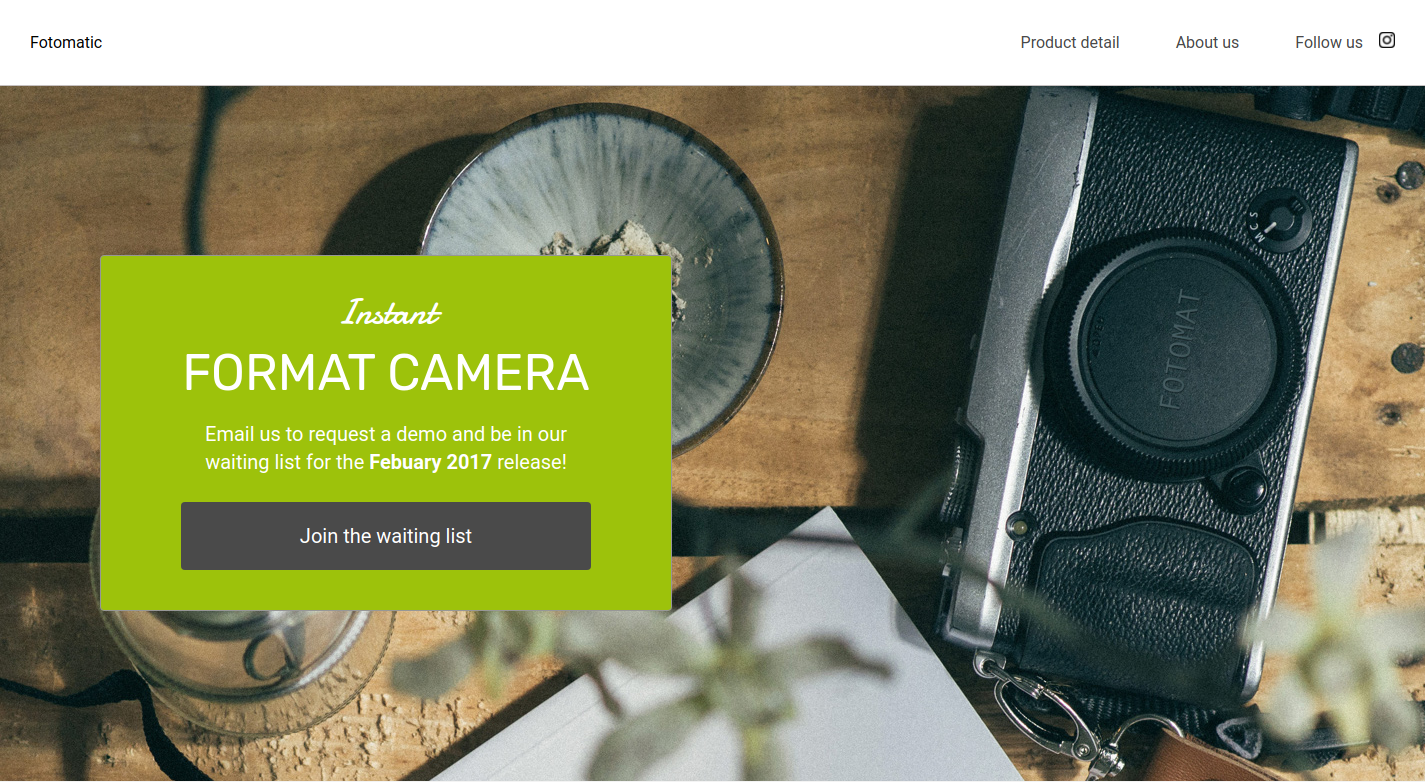 Fotomatic
Product detail
About us
Follow us
Instant
FORMAT CAMERA
Email us to request a demo and be in our
waiting list for the Febuary 2017 release!
Join the waiting list
M C S
FOTOMAT